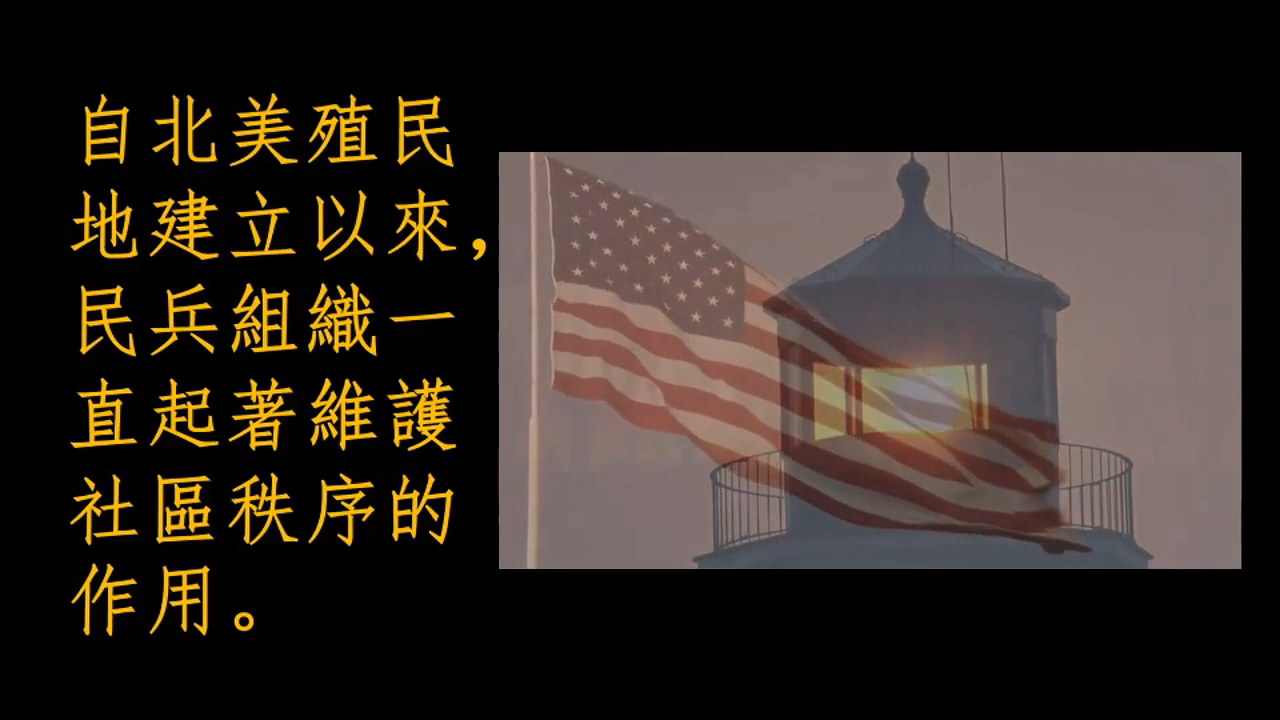 自北美殖民
地建立以來,
民兵組織一
直起著維護
社區秩序的
作用。